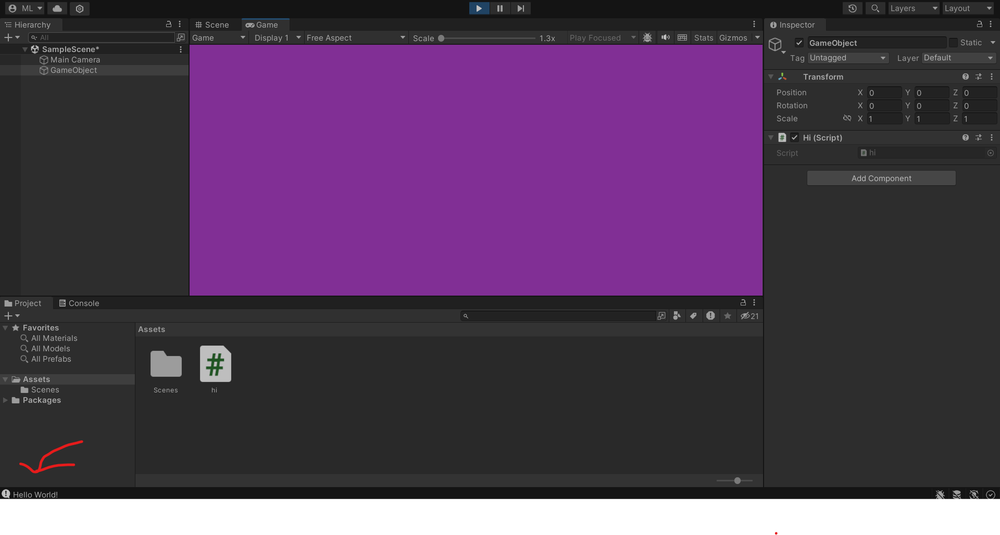 ML
Layers
Layout
Hierarchy
Scene
Game
Inspector
All
Game
Display 1
Free Aspect
Scale
1.3x
Play Focused
Stats
Gizmos
GameObject
Static
SampleScene*
Main Camera
GameObject
Tag
Untagged
Layer
Default
Transform
Position X 0 Y 0 Z 0
Rotation X 0 Y 0 Z 0
Scale X 1 Y 1 Z 1
# Hi (Script)
Script
hi
Add Component
Project
Console
21
Favorites
All Materials
All Models
All Prefabs
Assets
Scenes
Packages
Assets
#
Scenes
hi
Hello World!